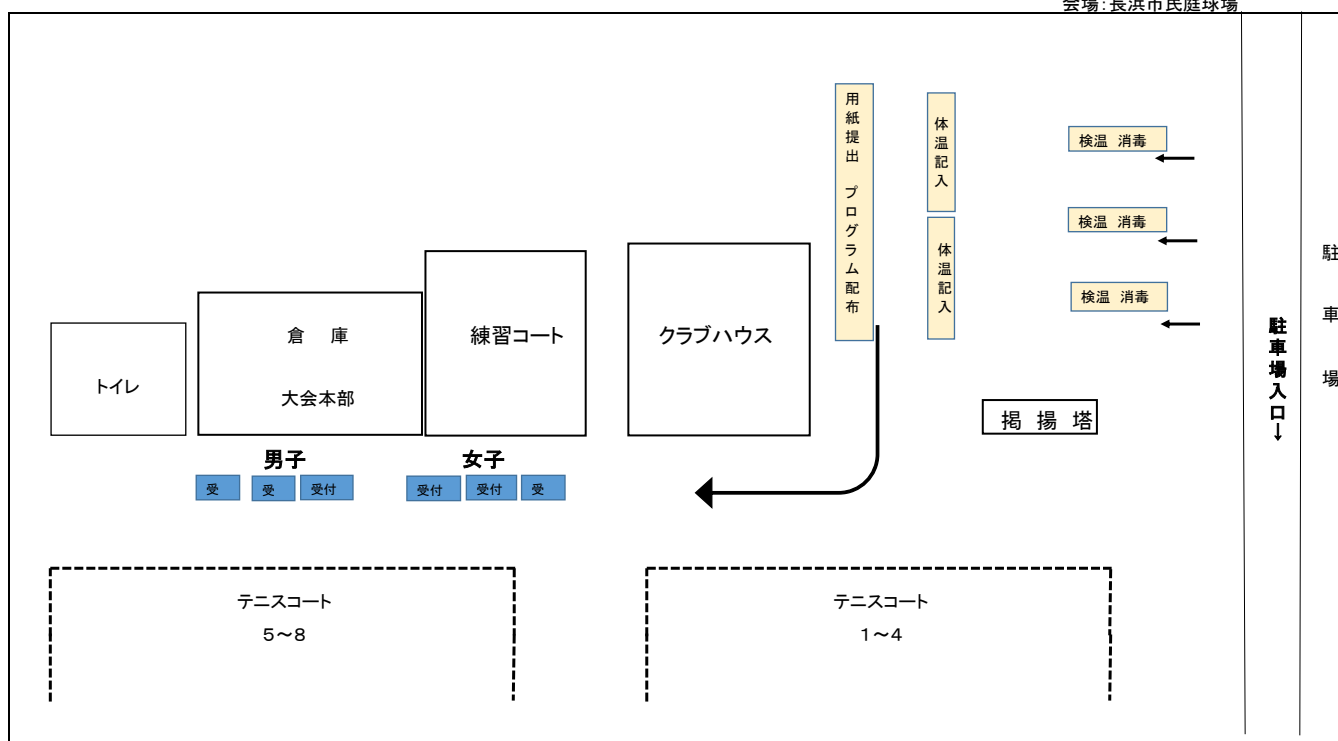 会場：長浜市民庭球場
用紙提出　プログラム配布
体温記入
体温記入
検温 消毒
検温 消毒
検温 消毒
駐車場
駐車場入口↓
トイレ
倉　庫
大会本部
練習コート
クラブハウス
掲 揚 塔
男子
女子
受
受
受付
受付
受付
受
テニスコート
５～８
テニスコート
１～４